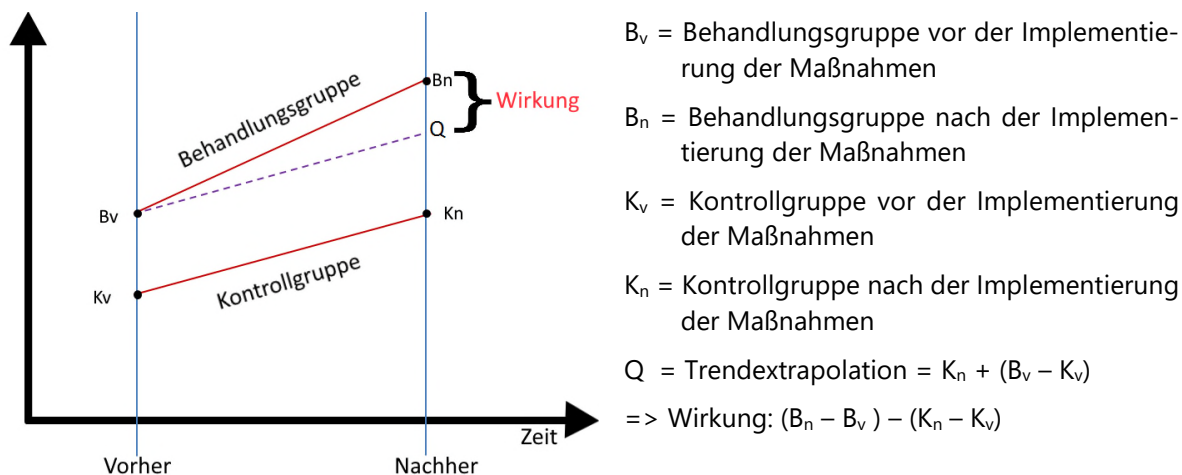 Behandlungsgruppe
Bn
Wirkung
Q
Bv
Kn
Kv
Kontrollgruppe
Zeit
Vorher
Nachher
Bv = Behandlungsgruppe vor der Implementie-
rung der Maßnahmen
Bn = Behandlungsgruppe nach der Implemen-
tierung der Maßnahmen
Kv = Kontrollgruppe vor der Implementierung
der Maßnahmen
Kn = Kontrollgruppe nach der Implementierung
der Maßnahmen
Q = Trendextrapolation = Kn + (Bv – Kv)
=> Wirkung: (Bn – Bv ) – (Kn – Kv)